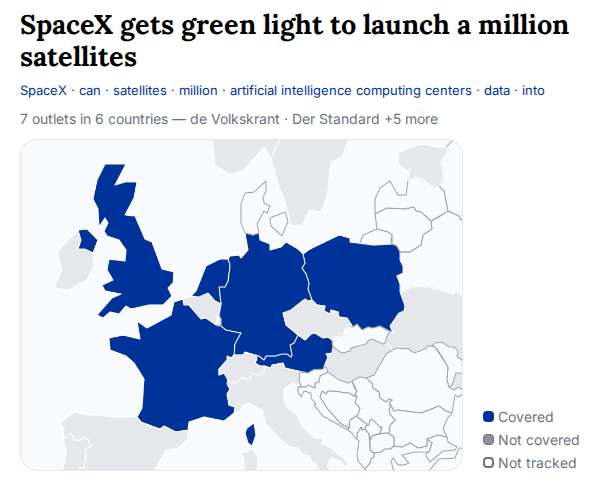 SpaceX gets green light to launch a million
satellites
SpaceX · can · satellites · million · artificial intelligence computing centers · data · into
7 outlets in 6 countries — de Volkskrant · Der Standard +5 more
Covered
Not covered
Not tracked